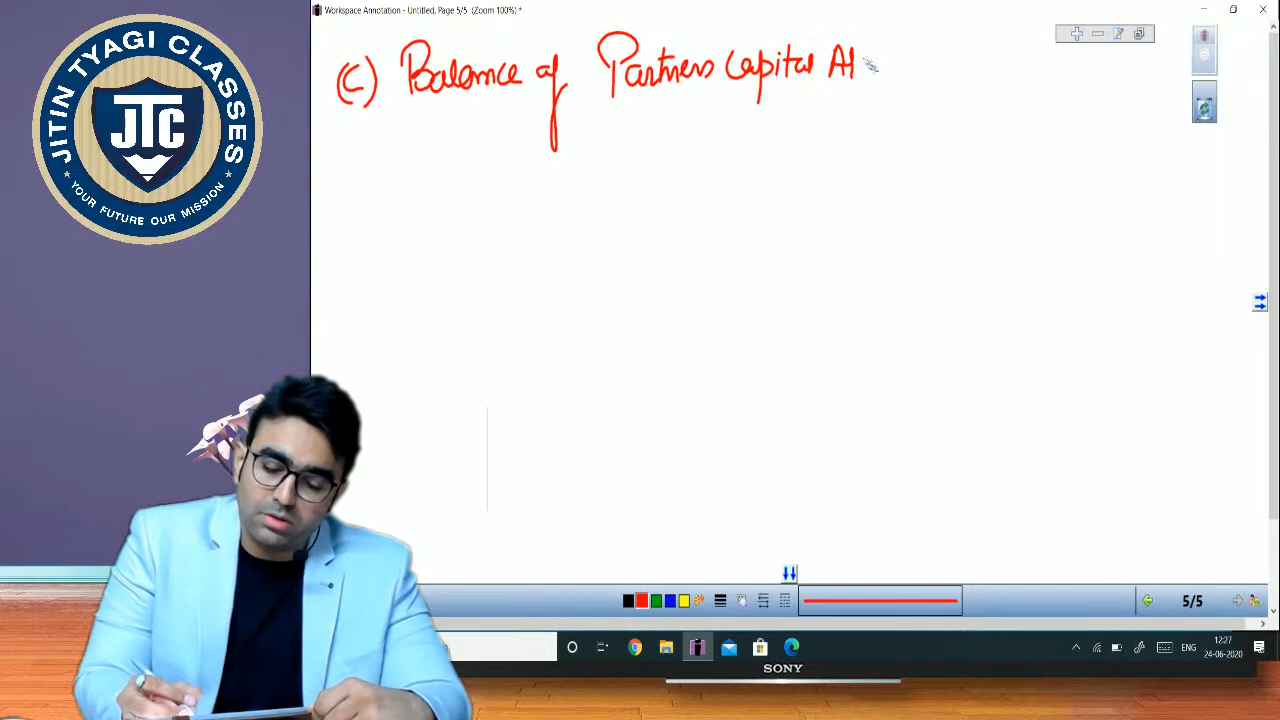 Workspace Annotation - Untitled, Page 5/5 (Zoom 100%) *
JITIN TYAGI CLASSES
JTC
YOUR FUTURE OUR MISSION
(C) Balance of Partners Capital A/
5/5
ENG
12:27
24-06-2020
SONY